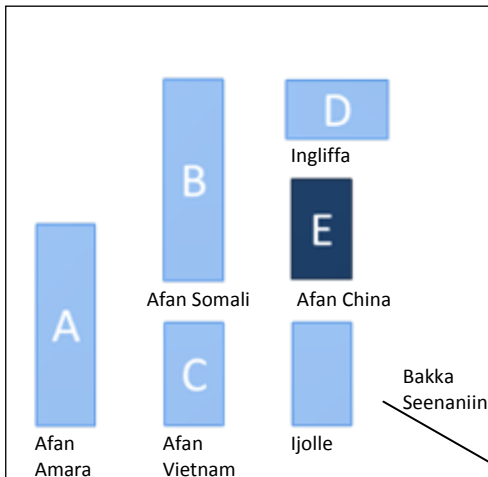 D
Ingliffa
B
E
Afan Somali
Afan China
A
C
Bakka
Seenaniin
Afan
Amara
Afan
Vietnam
Ijolle